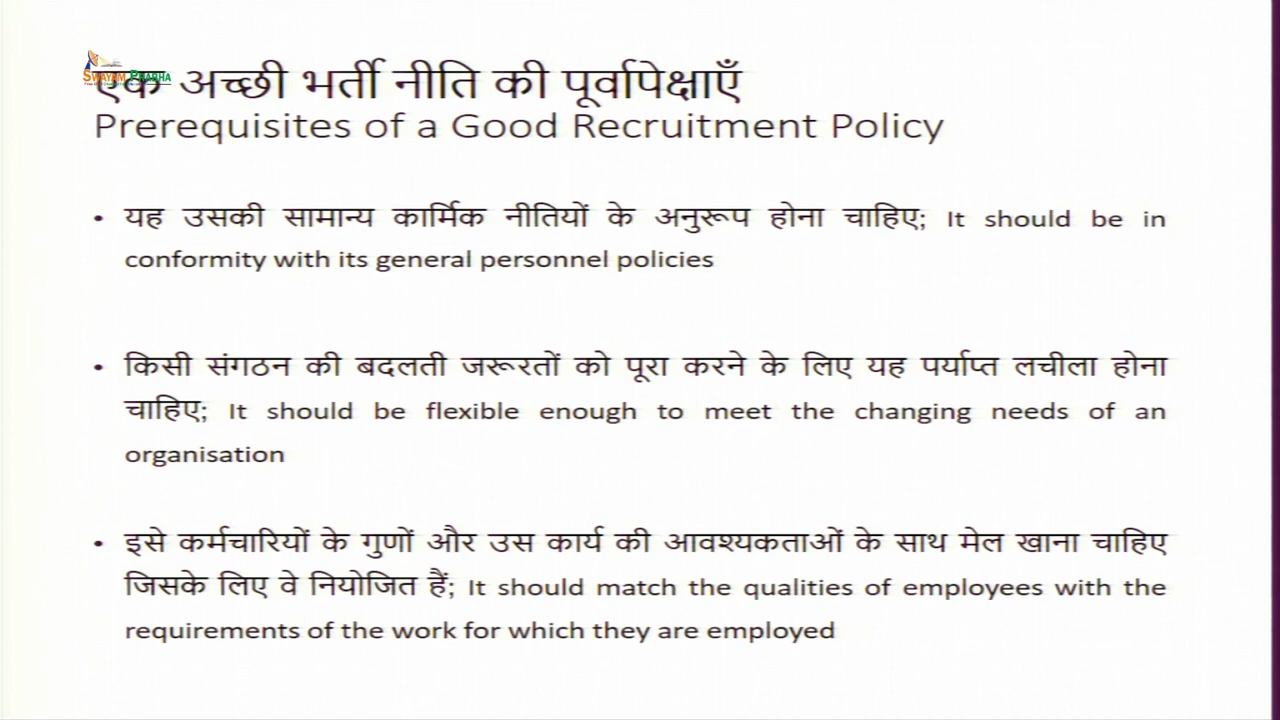 SWAYAM PRABHA
एक अच्छी भर्ती नीति की पूर्वापेक्षाएँ
Prerequisites of a Good Recruitment Policy
• यह उसकी सामान्य कार्मिक नीतियों के अनुरूप होना चाहिए; It should be in
conformity with its general personnel policies
• किसी संगठन की बदलती जरूरतों को पूरा करने के लिए यह पर्याप्त लचीला होना
चाहिए; It should be flexible enough to meet the changing needs of an
organisation
• इसे कर्मचारियों के गुणों और उस कार्य की आवश्यकताओं के साथ मेल खाना चाहिए
जिसके लिए वे नियोजित हैं; It should match the qualities of employees with the
requirements of the work for which they are employed